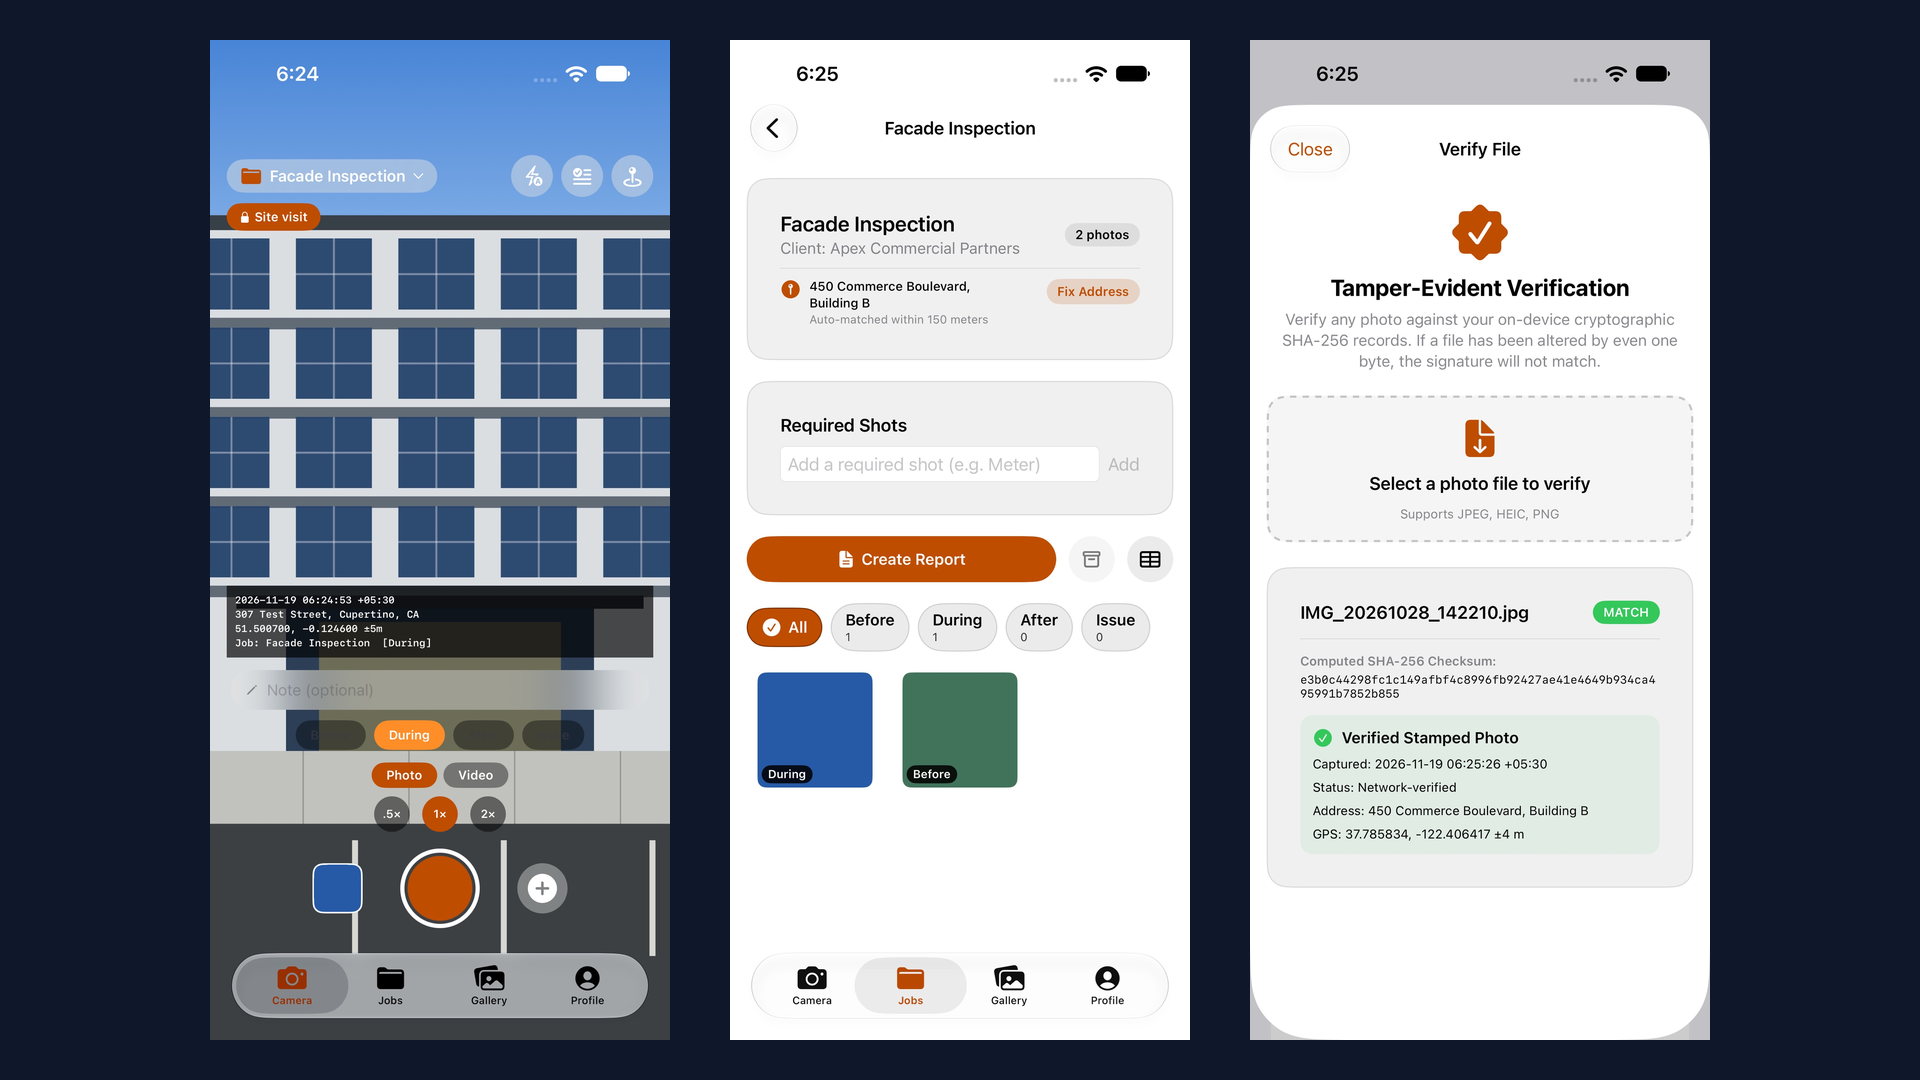 6:24
Facade Inspection
Site visit
2026-11-19 06:24:53 +05:30
307 Test Street, Cupertino, CA
51.500700, -0.124600 ±5m
Job: Facade Inspection [During]
Note (optional)
During
Photo
Video
.5×
1×
2×
Camera
Jobs
Gallery
Profile
6:25
Facade Inspection
Facade Inspection
2 photos
Client: Apex Commercial Partners
450 Commerce Boulevard,
Building B
Fix Address
Auto-matched within 150 meters
Required Shots
Add a required shot (e.g. Meter)
Add
Create Report
All
Before
1
During
1
After
0
Issue
0
During
Before
Camera
Jobs
Gallery
Profile
6:25
Close
Verify File
Tamper-Evident Verification
Verify any photo against your on-device cryptographic
SHA-256 records. If a file has been altered by even one
byte, the signature will not match.
Select a photo file to verify
Supports JPEG, HEIC, PNG
IMG_20261028_142210.jpg
MATCH
Computed SHA-256 Checksum:
e3b0c44298fc1c149afbf4c8996fb92427ae41e4649b934ca4
95991b7852b855
Verified Stamped Photo
Captured: 2026-11-19 06:25:26 +05:30
Status: Network-verified
Address: 450 Commerce Boulevard, Building B
GPS: 37.785834, -122.406417 ±4 m